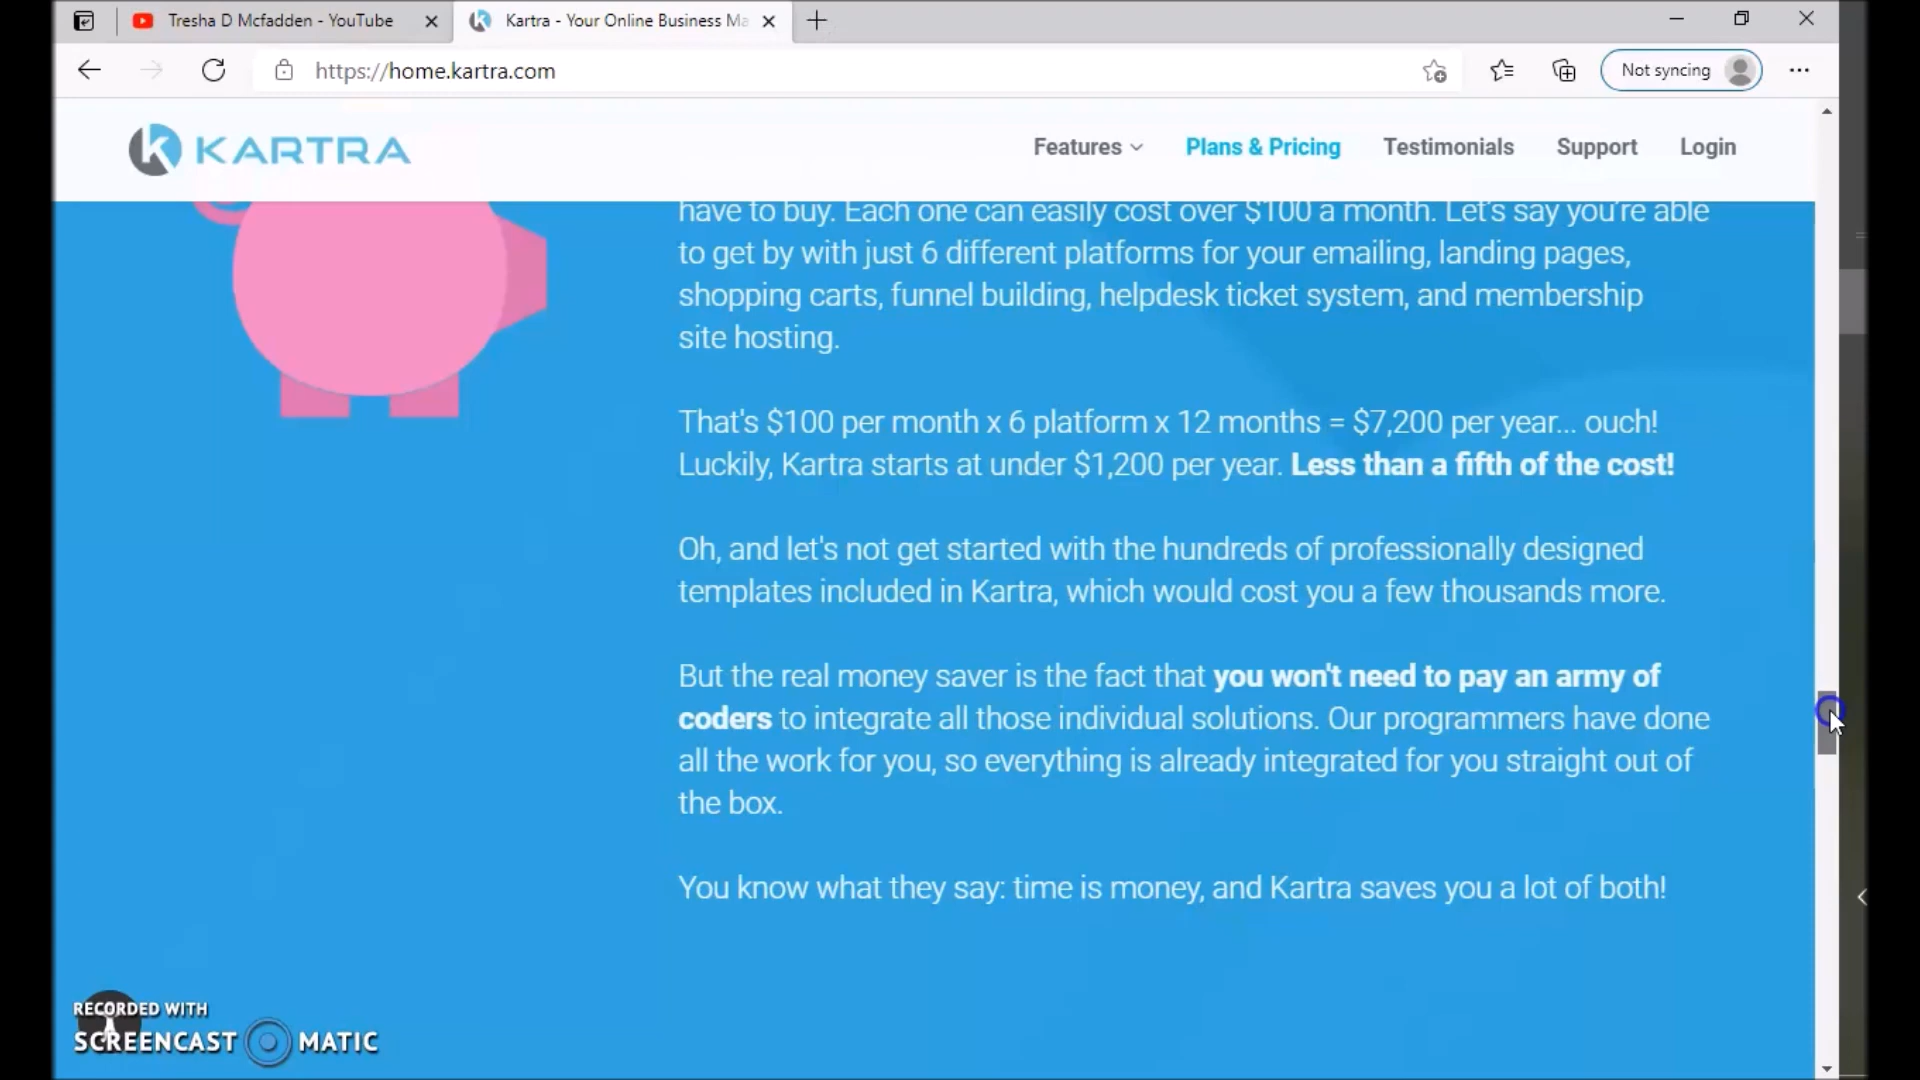 Tresha D Mcfadden - YouTube
Kartra - Your Online Business Ma
https://home.kartra.com
Not syncing
KARTRA
Features
Plans & Pricing
Testimonials
Support
Login
have to buy. Each one can easily cost over $100 a month. Let's say you're able
to get by with just 6 different platforms for your emailing, landing pages,
shopping carts, funnel building, helpdesk ticket system, and membership
site hosting.
That's $100 per month x 6 platform x 12 months = $7,200 per year... ouch!
Luckily, Kartra starts at under $1,200 per year. Less than a fifth of the cost!
Oh, and let's not get started with the hundreds of professionally designed
templates included in Kartra, which would cost you a few thousands more.
But the real money saver is the fact that you won't need to pay an army of
coders to integrate all those individual solutions. Our programmers have done
all the work for you, so everything is already integrated for you straight out of
the box.
You know what they say: time is money, and Kartra saves you a lot of both!
RECORDED WITH
SCREENCAST MATIC